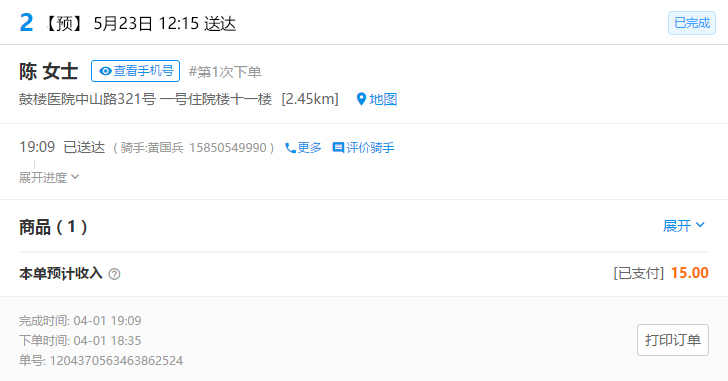 2 【预】 5月23日 12:15 送达 已完成
陈 女士 查看手机号 #第1次下单
鼓楼医院中山路321号 一号住院楼十一楼 [2.45km] 地图
19:09 已送达 ( 骑手:黄国兵 15850549990 ) 更多 评价骑手
展开进度
商品 ( 1 ) 展开
本单预计收入 [已支付] 15.00
完成时间: 04-01 19:09
下单时间: 04-01 18:35
单号: 1204370563463862524
打印订单